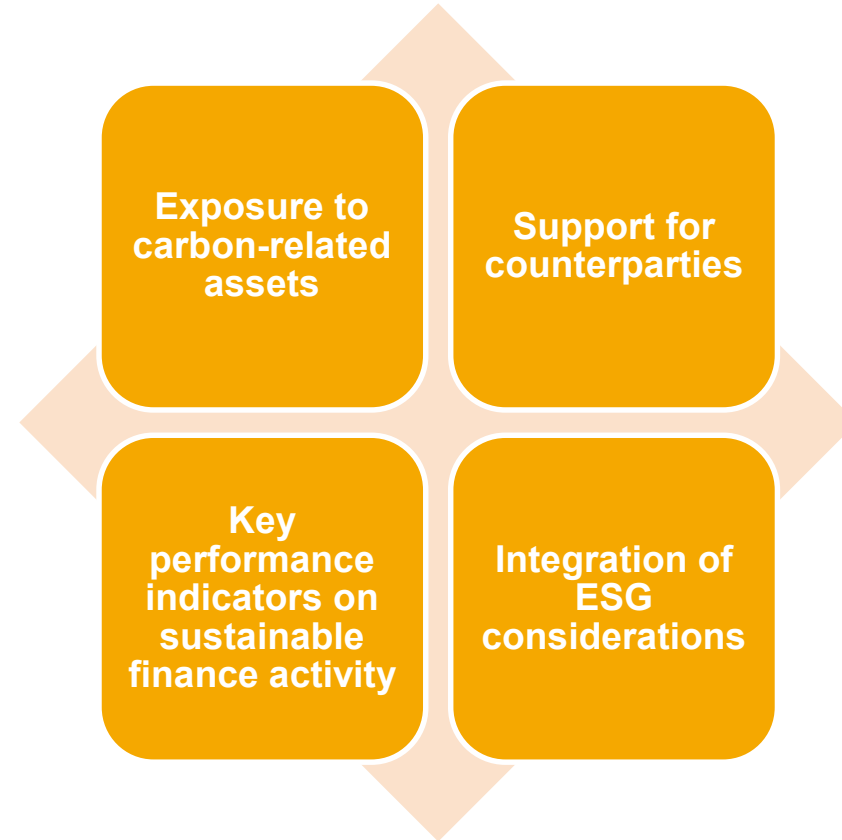 Exposure to
carbon-related
assets
Support for
counterparties
Key
performance
indicators on
sustainable
finance activity
Integration of
ESG
considerations